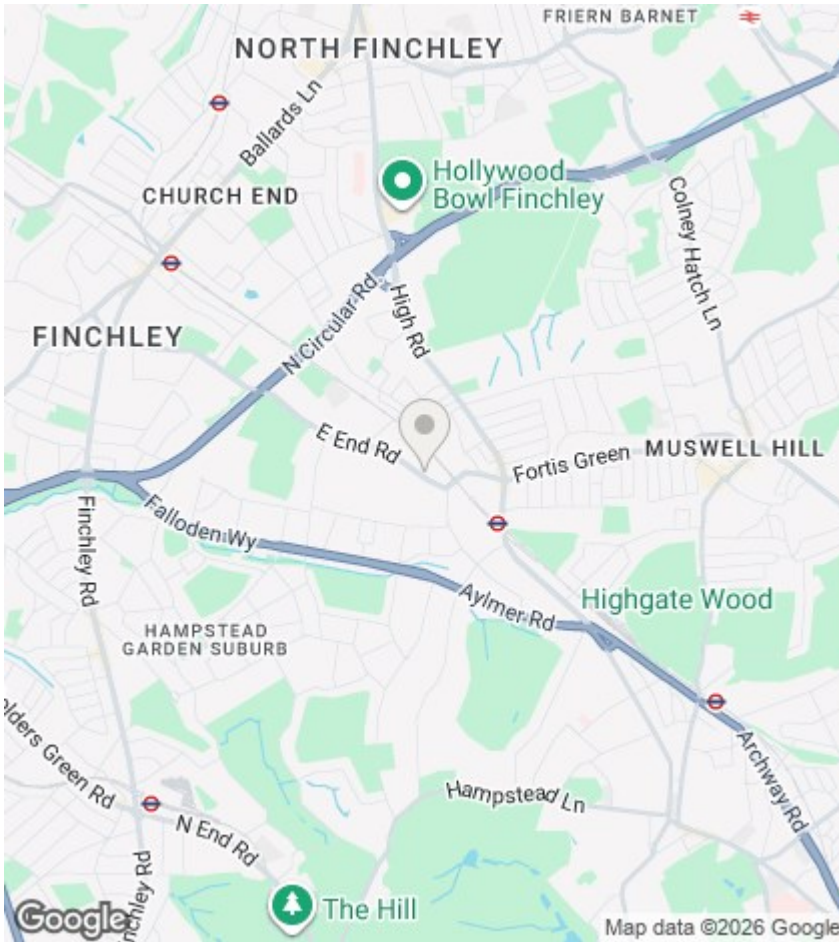 FRIERN BARNET
NORTH FINCHLEY
Ballards Ln
Hollywood
Bowl Finchley
CHURCH END
Colney Hatch Ln
N Circular Rd
High Rd
FINCHLEY
E End Rd
Fortis Green
MUSWELL HILL
Finchley Rd
Falloden Wy
Aylmer Rd
Highgate Wood
HAMPSTEAD
GARDEN SUBURB
olders Green Rd
Archway Rd
Hampstead Ln
N End Rd
nchley Rd
The Hill
Google
Map data ©2026 Google